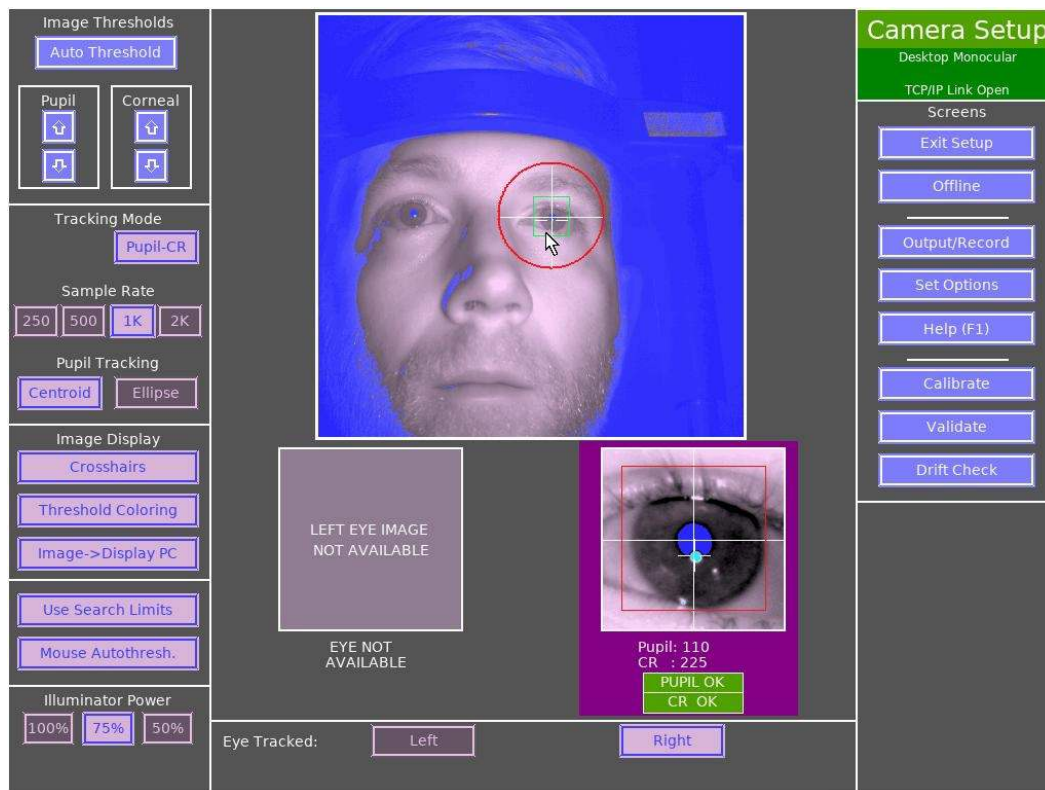 Image Thresholds
Auto Threshold
Pupil
Corneal
Tracking Mode
Pupil-CR
Sample Rate
250 500 1K 2K
Pupil Tracking
Centroid Ellipse
Image Display
Crosshairs
Threshold Coloring
Image->Display PC
Use Search Limits
Mouse Autothresh.
Illuminator Power
100% 75% 50%
LEFT EYE IMAGE
NOT AVAILABLE
EYE NOT
AVAILABLE
Pupil: 110
CR : 225
PUPIL OK
CR OK
Eye Tracked: Left Right
Camera Setup
Desktop Monocular
TCP/IP Link Open
Screens
Exit Setup
Offline
Output/Record
Set Options
Help (F1)
Calibrate
Validate
Drift Check